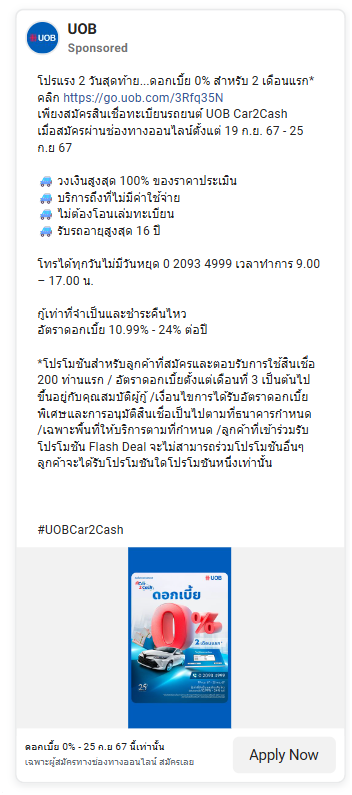 UOB
Sponsored
โปรแรง 2 วันสุดท้าย...ดอกเบี้ย 0% สำหรับ 2 เดือนแรก*
คลิก https://go.uob.com/3Rfq35N
เพียงสมัครสินเชื่อทะเบียนรถยนต์ UOB Car2Cash
เมื่อสมัครผ่านช่องทางออนไลน์ตั้งแต่ 19 ก.ย. 67 - 25
ก.ย 67
วงเงินสูงสุด 100% ของราคาประเมิน
บริการถึงที่ไม่มีค่าใช้จ่าย
ไม่ต้องโอนเล่มทะเบียน
รับรถอายุสูงสุด 16 ปี
โทรได้ทุกวันไม่มีวันหยุด 0 2093 4999 เวลาทำการ 9.00
– 17.00 น.
กู้เท่าที่จำเป็นและชำระคืนไหว
อัตราดอกเบี้ย 10.99% - 24% ต่อปี
*โปรโมชันสำหรับลูกค้าที่สมัครและตอบรับการใช้สินเชื่อ
200 ท่านแรก / อัตราดอกเบี้ยตั้งแต่เดือนที่ 3 เป็นต้นไป
ขึ้นอยู่กับคุณสมบัติผู้กู้ /เงื่อนไขการได้รับอัตราดอกเบี้ย
พิเศษและการอนุมัติสินเชื่อเป็นไปตามที่ธนาคารกำหนด
/เฉพาะพื้นที่ให้บริการตามที่กำหนด /ลูกค้าที่เข้าร่วมรับ
โปรโมชัน Flash Deal จะไม่สามารถร่วมโปรโมชันอื่นๆ
ลูกค้าจะได้รับโปรโมชันใดโปรโมชันหนึ่งเท่านั้น
#UOBCar2Cash
UOB
ดอกเบี้ย
0%
2 เดือนแรก*
0 2093 4999
25
ดอกเบี้ย 0% - 25 ก.ย 67 นี้เท่านั้น
เฉพาะผู้สมัครทางช่องทางออนไลน์ สมัครเลย
Apply Now